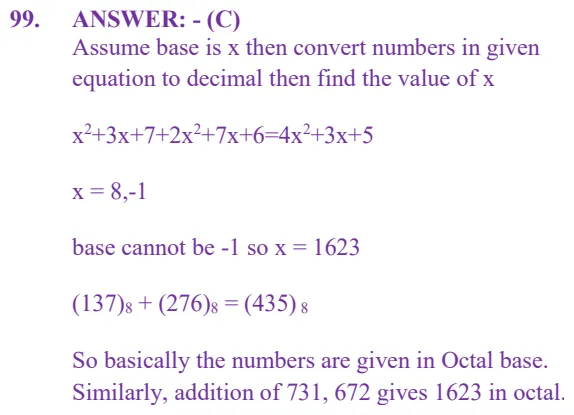 99. ANSWER: - (C)
Assume base is x then convert numbers in given
equation to decimal then find the value of x
x²+3x+7+2x²+7x+6=4x²+3x+5
x = 8,-1
base cannot be -1 so x = 1623
(137)₈ + (276)₈ = (435) ₈
So basically the numbers are given in Octal base.
Similarly, addition of 731, 672 gives 1623 in octal.